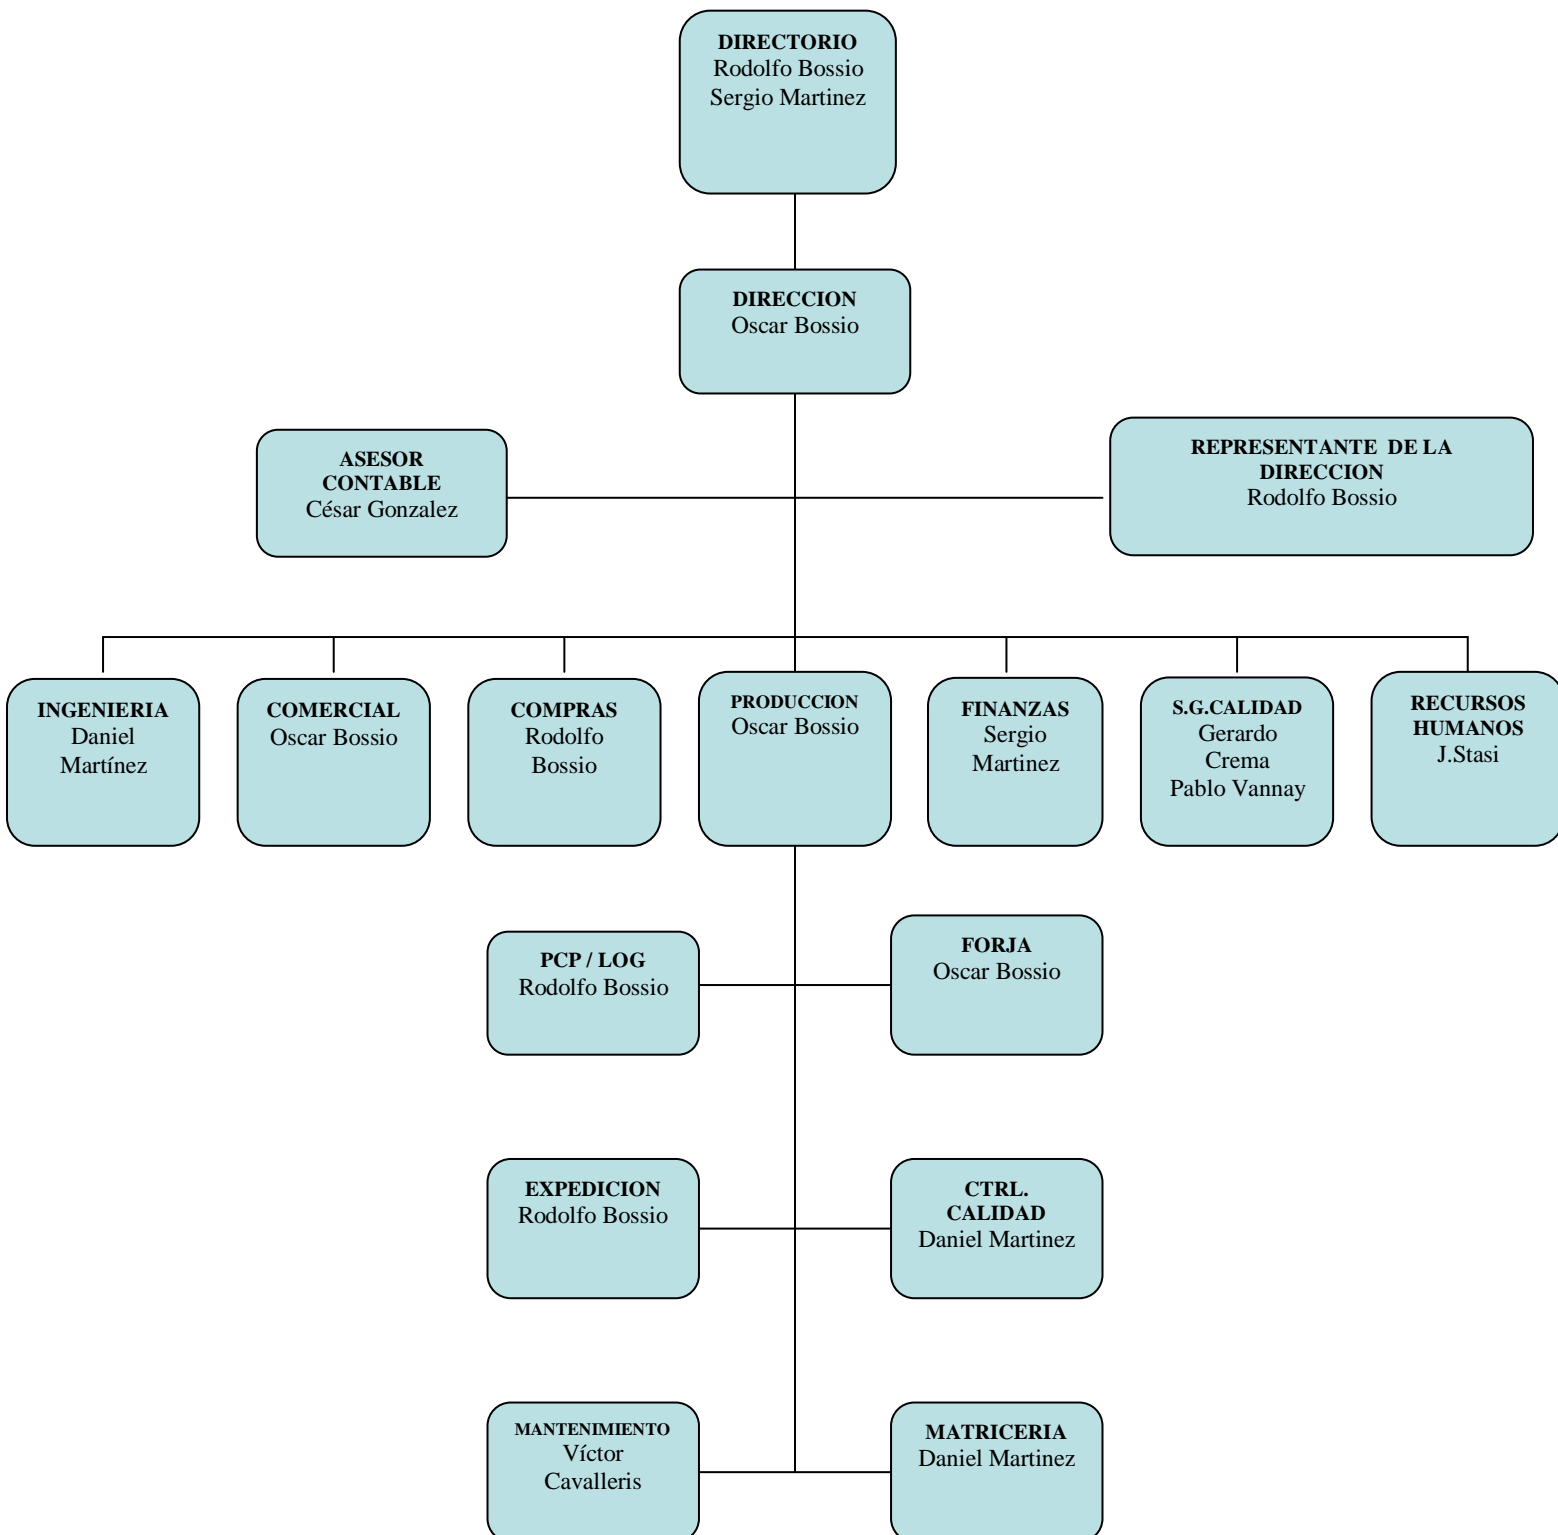 DIRECTORIO
Rodolfo Bossio
Sergio Martinez
DIRECCION
Oscar Bossio
ASESOR
CONTABLE
César Gonzalez
REPRESENTANTE DE LA
DIRECCION
Rodolfo Bossio
INGENIERIA
Daniel
Martínez
COMERCIAL
Oscar Bossio
COMPRAS
Rodolfo
Bossio
PRODUCCION
Oscar Bossio
FINANZAS
Sergio
Martinez
S.G.CALIDAD
Gerardo
Crema
Pablo Vannay
RECURSOS
HUMANOS
J.Stasi
PCP / LOG
Rodolfo Bossio
FORJA
Oscar Bossio
EXPEDICION
Rodolfo Bossio
CTRL.
CALIDAD
Daniel Martinez
MANTENIMIENTO
Víctor
Cavalleris
MATRICERIA
Daniel Martinez